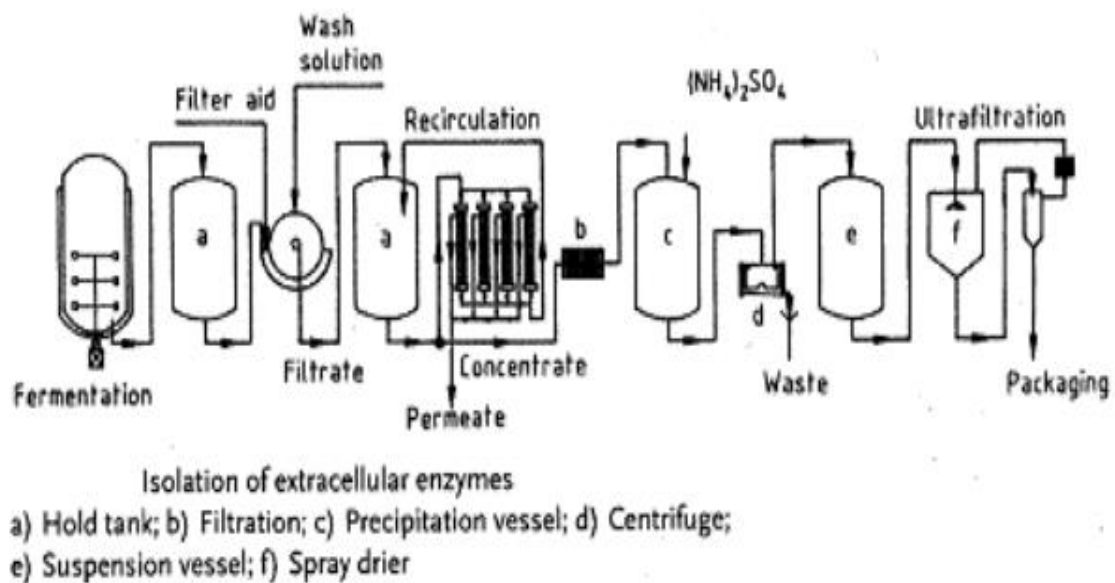 Wash
solution
Filter aid
(NH₄)₂SO₄
Recirculation
Ultrafiltration
a
a
b
c
d
e
f
Filtrate
Concentrate
Permeate
Fermentation
Waste
Packaging
Isolation of extracellular enzymes
a) Hold tank; b) Filtration; c) Precipitation vessel; d) Centrifuge;
e) Suspension vessel; f) Spray drier